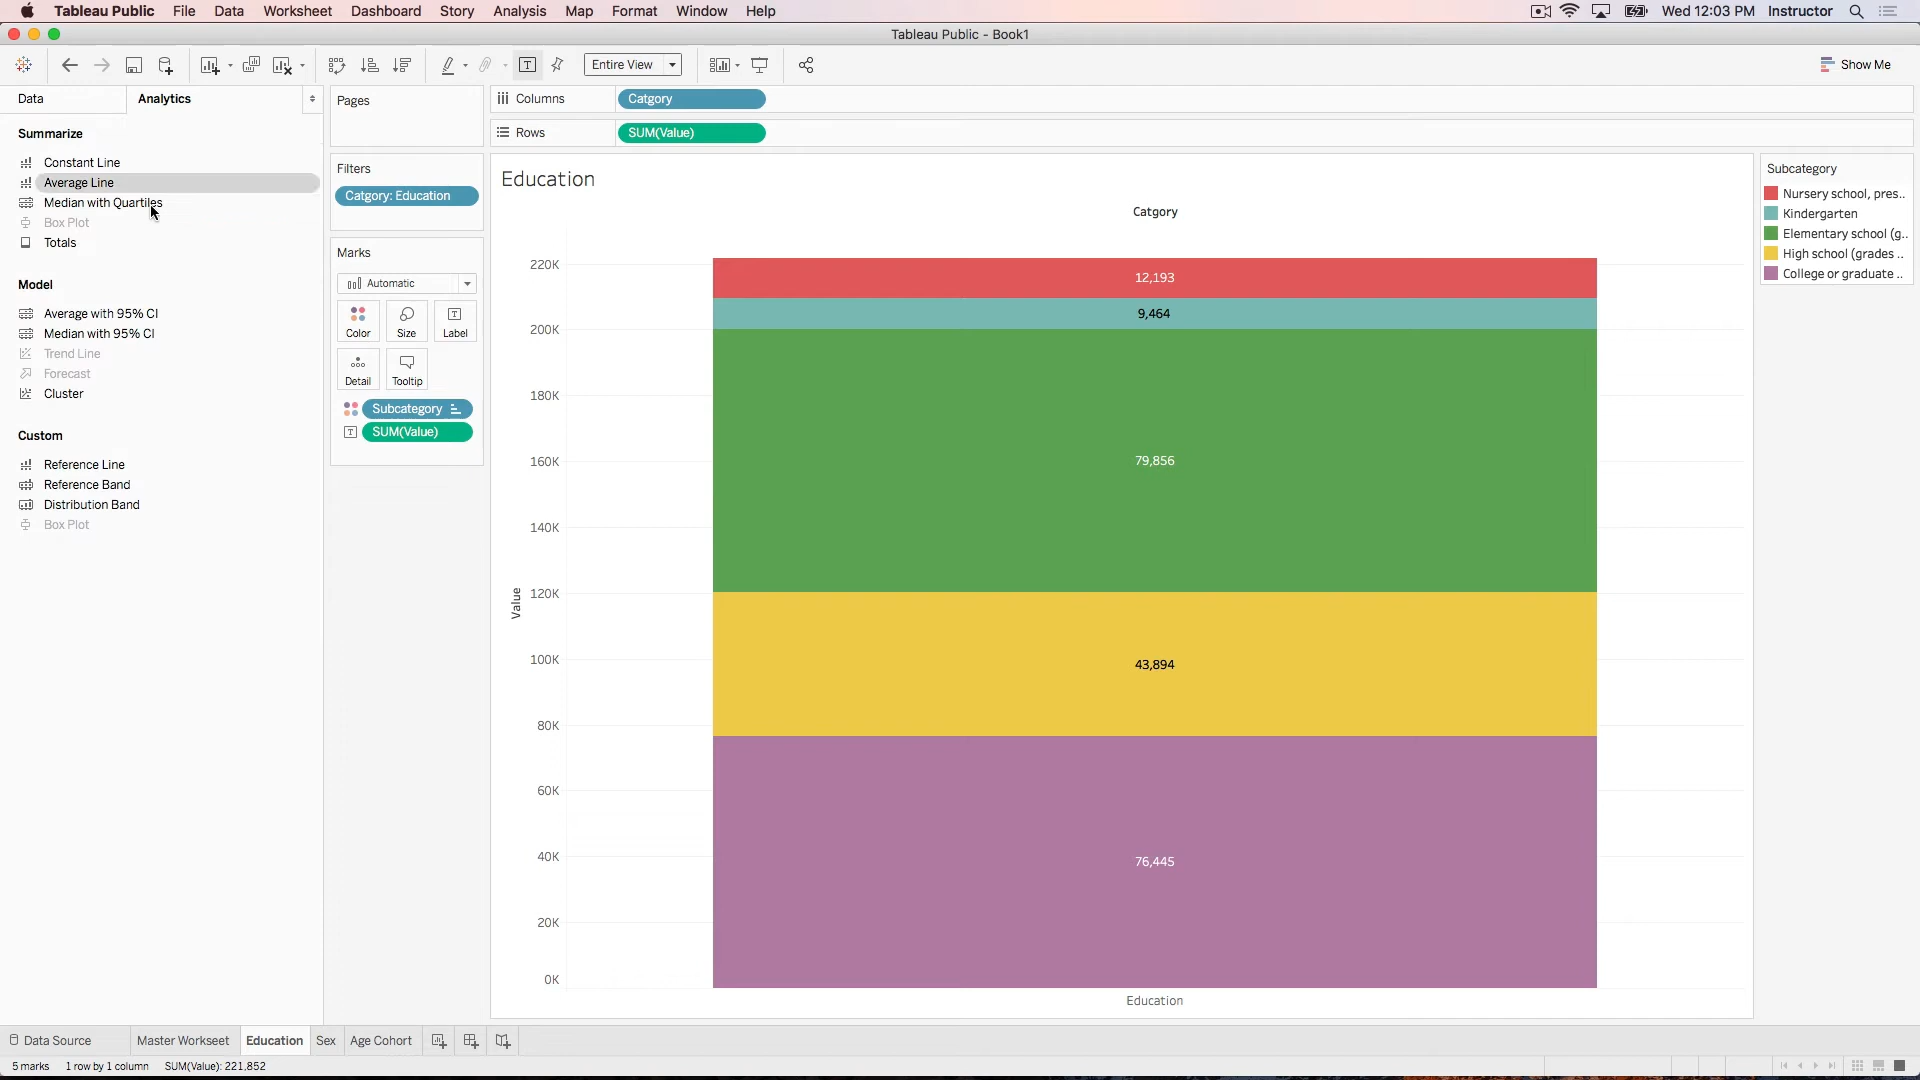 Tableau Public File Data Worksheet Dashboard Story Analysis Map Format Window Help Wed 12:03 PM Instructor
Tableau Public - Book1
Entire View Show Me
Data Analytics
Summarize
Constant Line
Average Line
Median with Quartiles
Box Plot
Totals
Model
Average with 95% CI
Median with 95% CI
Trend Line
Forecast
Cluster
Custom
Reference Line
Reference Band
Distribution Band
Box Plot
Pages
Filters
Catgory: Education
Marks
Automatic
Color Size Label
Detail Tooltip
Subcategory
SUM(Value)
Columns Catgory
Rows SUM(Value)
Education
Catgory
220K
200K
180K
160K
140K
120K
100K
80K
60K
40K
20K
0K
Value
12,193
9,464
79,856
43,894
76,445
Education
Subcategory
Nursery school, pres..
Kindergarten
Elementary school (g..
High school (grades ..
College or graduate ..
Data Source Master Workseet Education Sex Age Cohort
5 marks 1 row by 1 column SUM(Value): 221,852